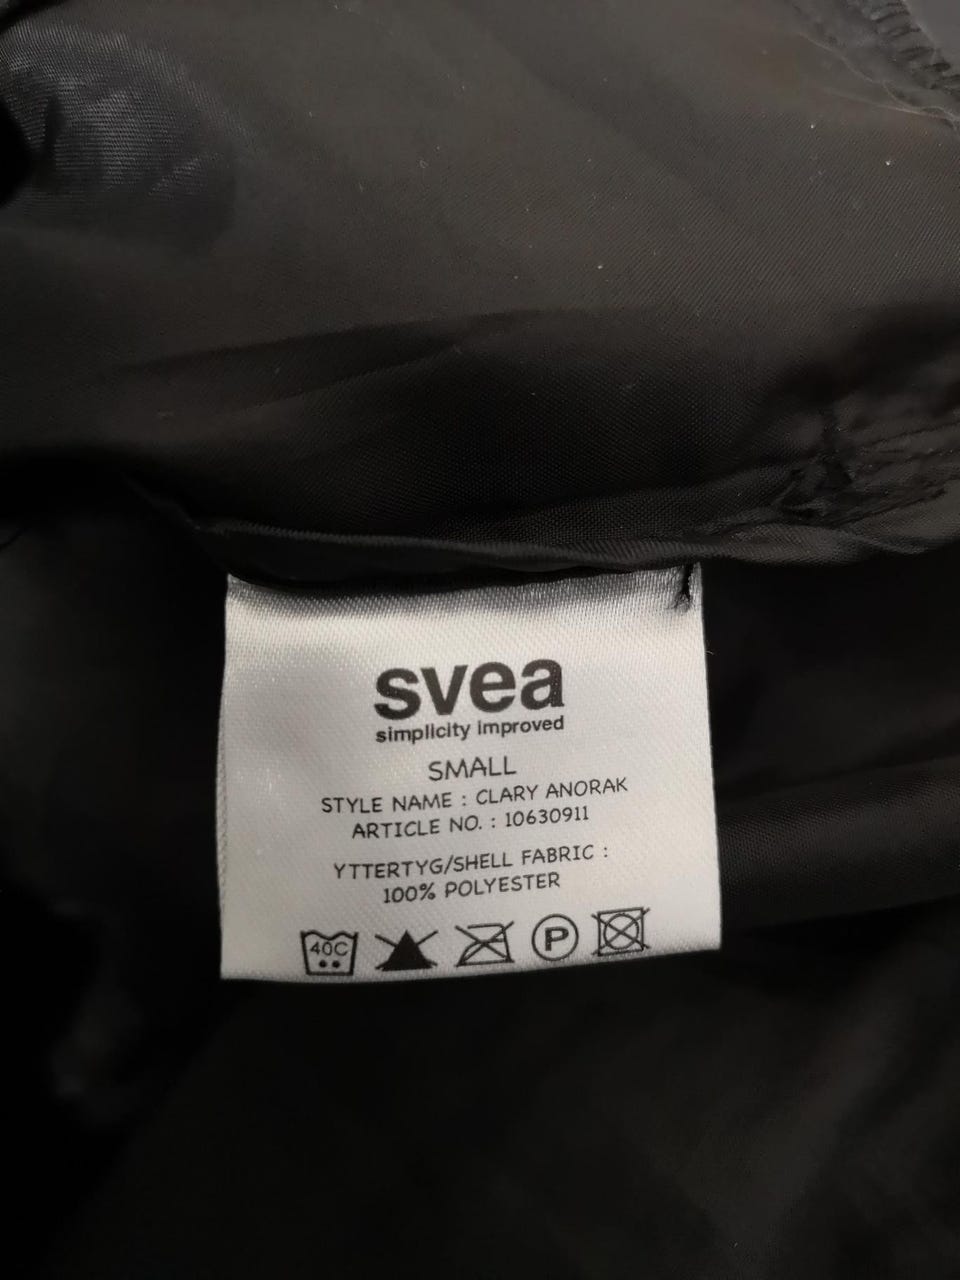 svea
simplicity improved
SMALL
STYLE NAME : CLARY ANORAK
ARTICLE NO. : 10630911
YTTERTYG/SHELL FABRIC :
100% POLYESTER
40C P